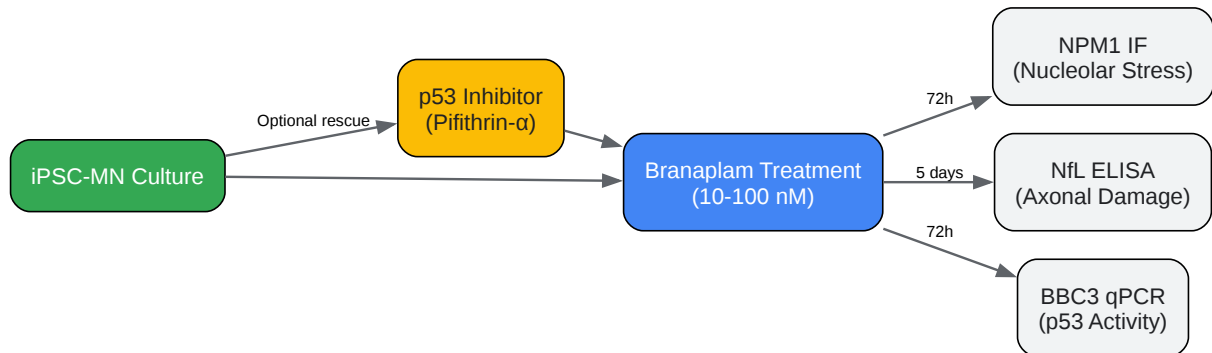 iPSC-MN Culture
Optional rescue
p53 Inhibitor
(Pifithrin-α)
Branaplam Treatment
(10-100 nM)
72h
NPM1 IF
(Nucleolar Stress)
5 days
NfL ELISA
(Axonal Damage)
72h
BBC3 qPCR
(p53 Activity)